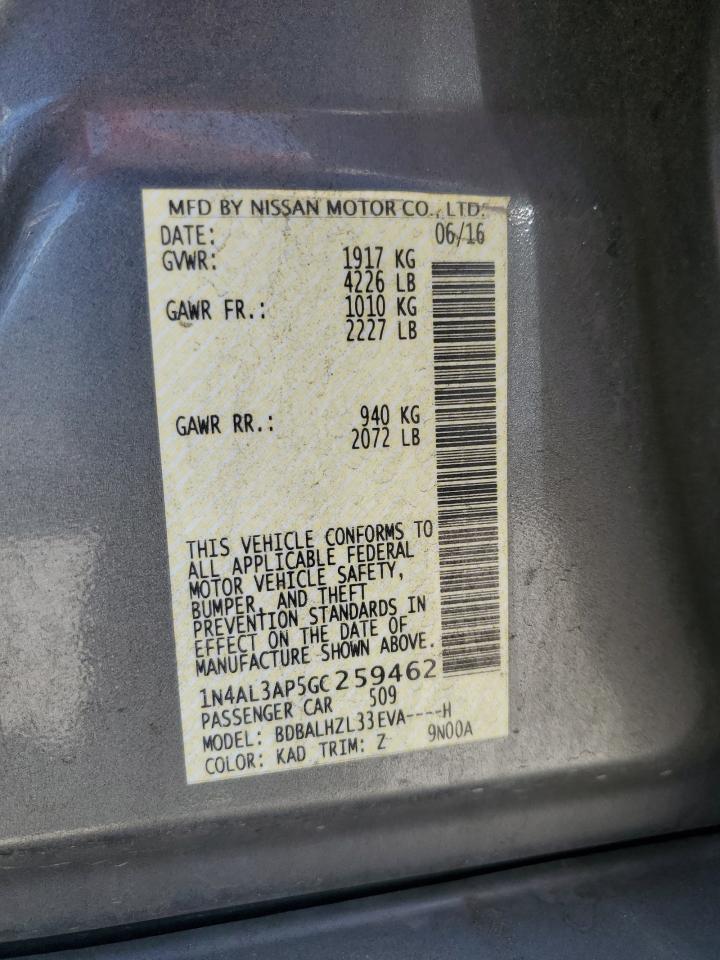 MFD BY NISSAN MOTOR CO., LTD.
DATE: 06/16
GVWR: 1917 KG
4226 LB
GAWR FR.: 1010 KG
2227 LB
GAWR RR.: 940 KG
2072 LB
THIS VEHICLE CONFORMS TO
ALL APPLICABLE FEDERAL
MOTOR VEHICLE SAFETY,
BUMPER, AND THEFT
PREVENTION STANDARDS IN
EFFECT ON THE DATE OF
MANUFACTURE SHOWN ABOVE.
1N4AL3AP5GC259462
PASSENGER CAR 509
MODEL: BDBALHZL33EVA----H
COLOR: KAD TRIM: Z 9N00A